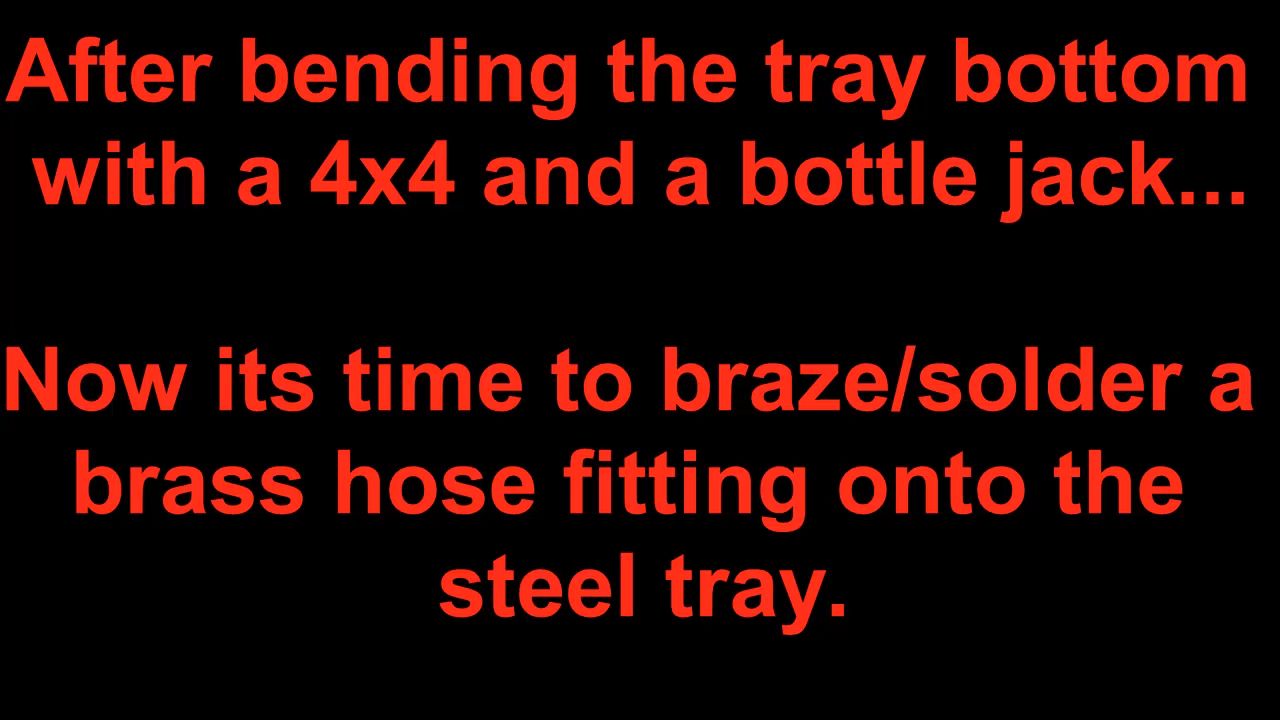 After bending the tray bottom
with a 4x4 and a bottle jack...
Now its time to braze/solder a
brass hose fitting onto the
steel tray.